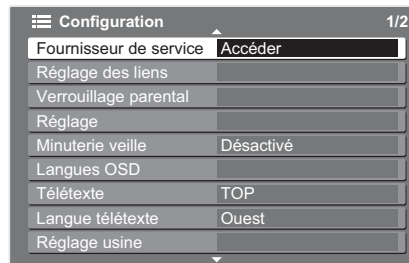 Configuration 1/2
Fournisseur de service Accéder
Réglage des liens
Verrouillage parental
Réglage
Minuterie veille Désactivé
Langues OSD
Télétexte TOP
Langue télétexte Ouest
Réglage usine